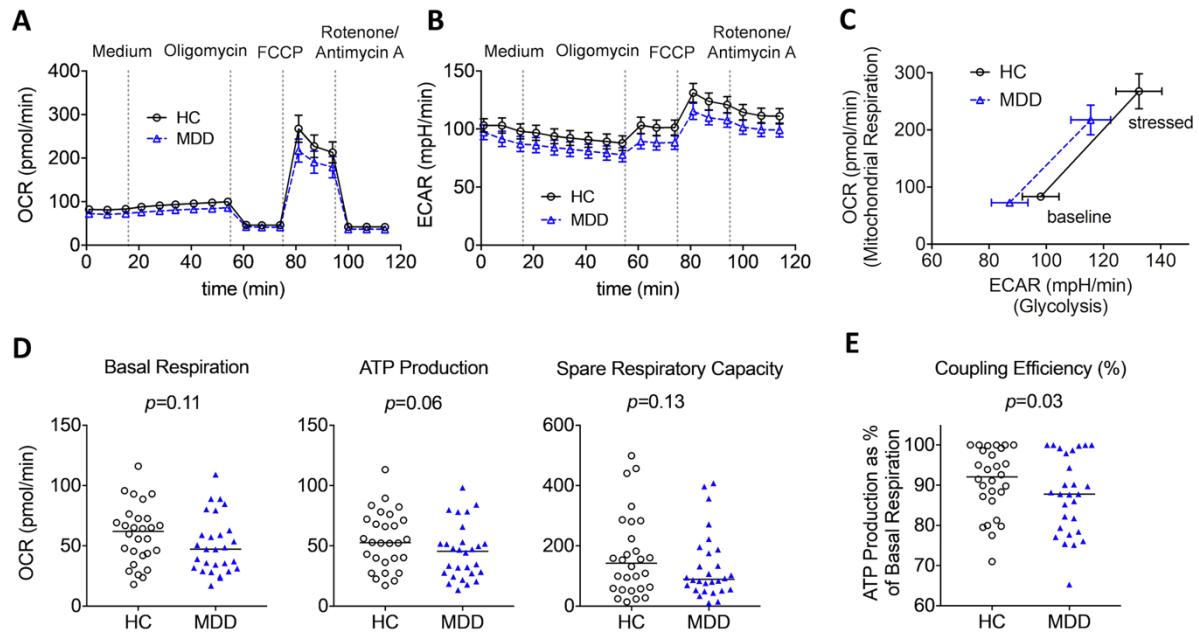 A
B
C
Medium
Oligomycin
FCCP
Rotenone/
Antimycin A
OCR (pmol/min)
400
300
200
100
0
HC
MDD
0 20 40 60 80 100 120
time (min)
Medium
Oligomycin
FCCP
Rotenone/
Antimycin A
ECAR (mpH/min)
150
100
50
0
HC
MDD
0 20 40 60 80 100 120
time (min)
OCR (pmol/min)
(Mitochondrial Respiration)
300
200
100
0
HC
MDD
stressed
baseline
60 80 100 120 140
ECAR (mpH/min)
(Glycolysis)
D
Basal Respiration
p=0.11
OCR (pmol/min)
150
100
50
0
HC MDD
ATP Production
p=0.06
150
100
50
0
HC MDD
Spare Respiratory Capacity
p=0.13
600
400
200
0
HC MDD
E
Coupling Efficiency (%)
p=0.03
ATP Production as %
of Basal Respiration
100
90
80
70
60
HC MDD